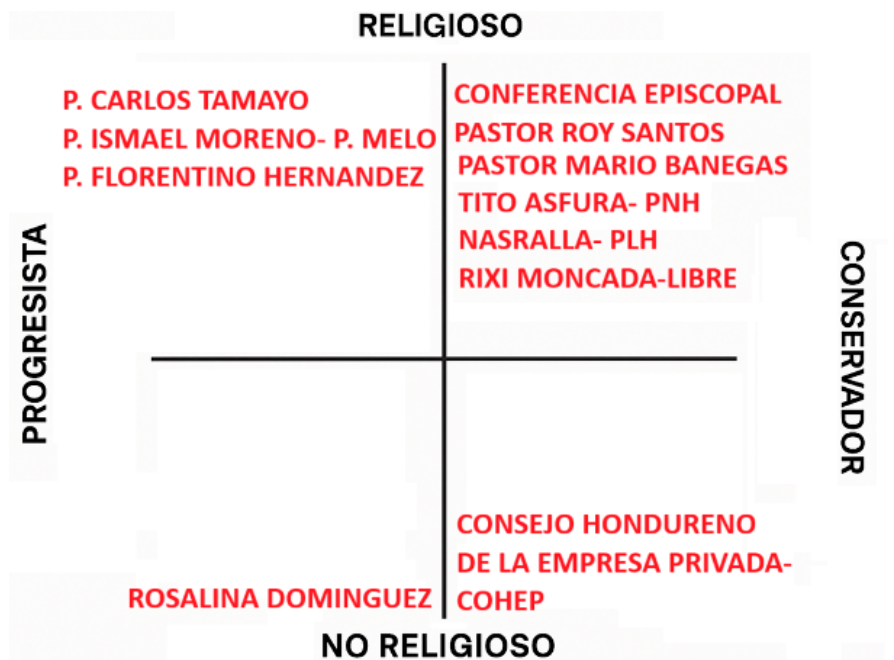 RELIGIOSO
P. CARLOS TAMAYO
P. ISMAEL MORENO- P. MELO
P. FLORENTINO HERNANDEZ
CONFERENCIA EPISCOPAL
PASTOR ROY SANTOS
PASTOR MARIO BANEGAS
TITO ASFURA- PNH
NASRALLA- PLH
RIXI MONCADA-LIBRE
PROGRESISTA
CONSERVADOR
ROSALINA DOMINGUEZ
CONSEJO HONDURENO
DE LA EMPRESA PRIVADA-
COHEP
NO RELIGIOSO